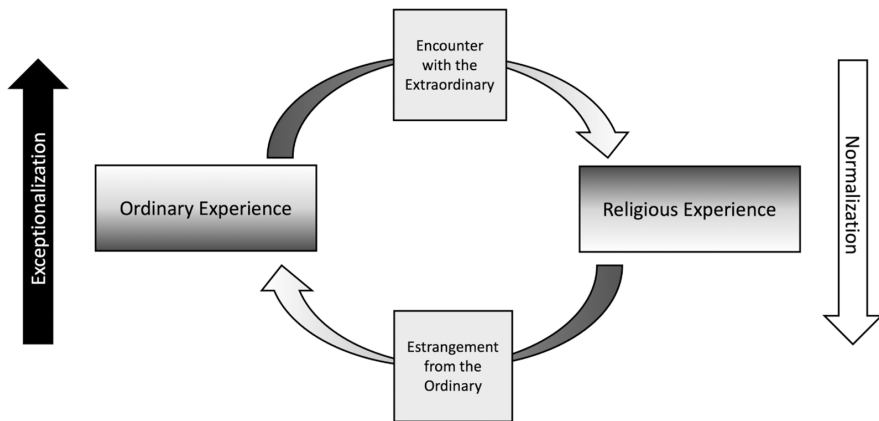 Encounter
with the
Extraordinary
Exceptionalization
Ordinary Experience
Religious Experience
Normalization
Estrangement
from the
Ordinary